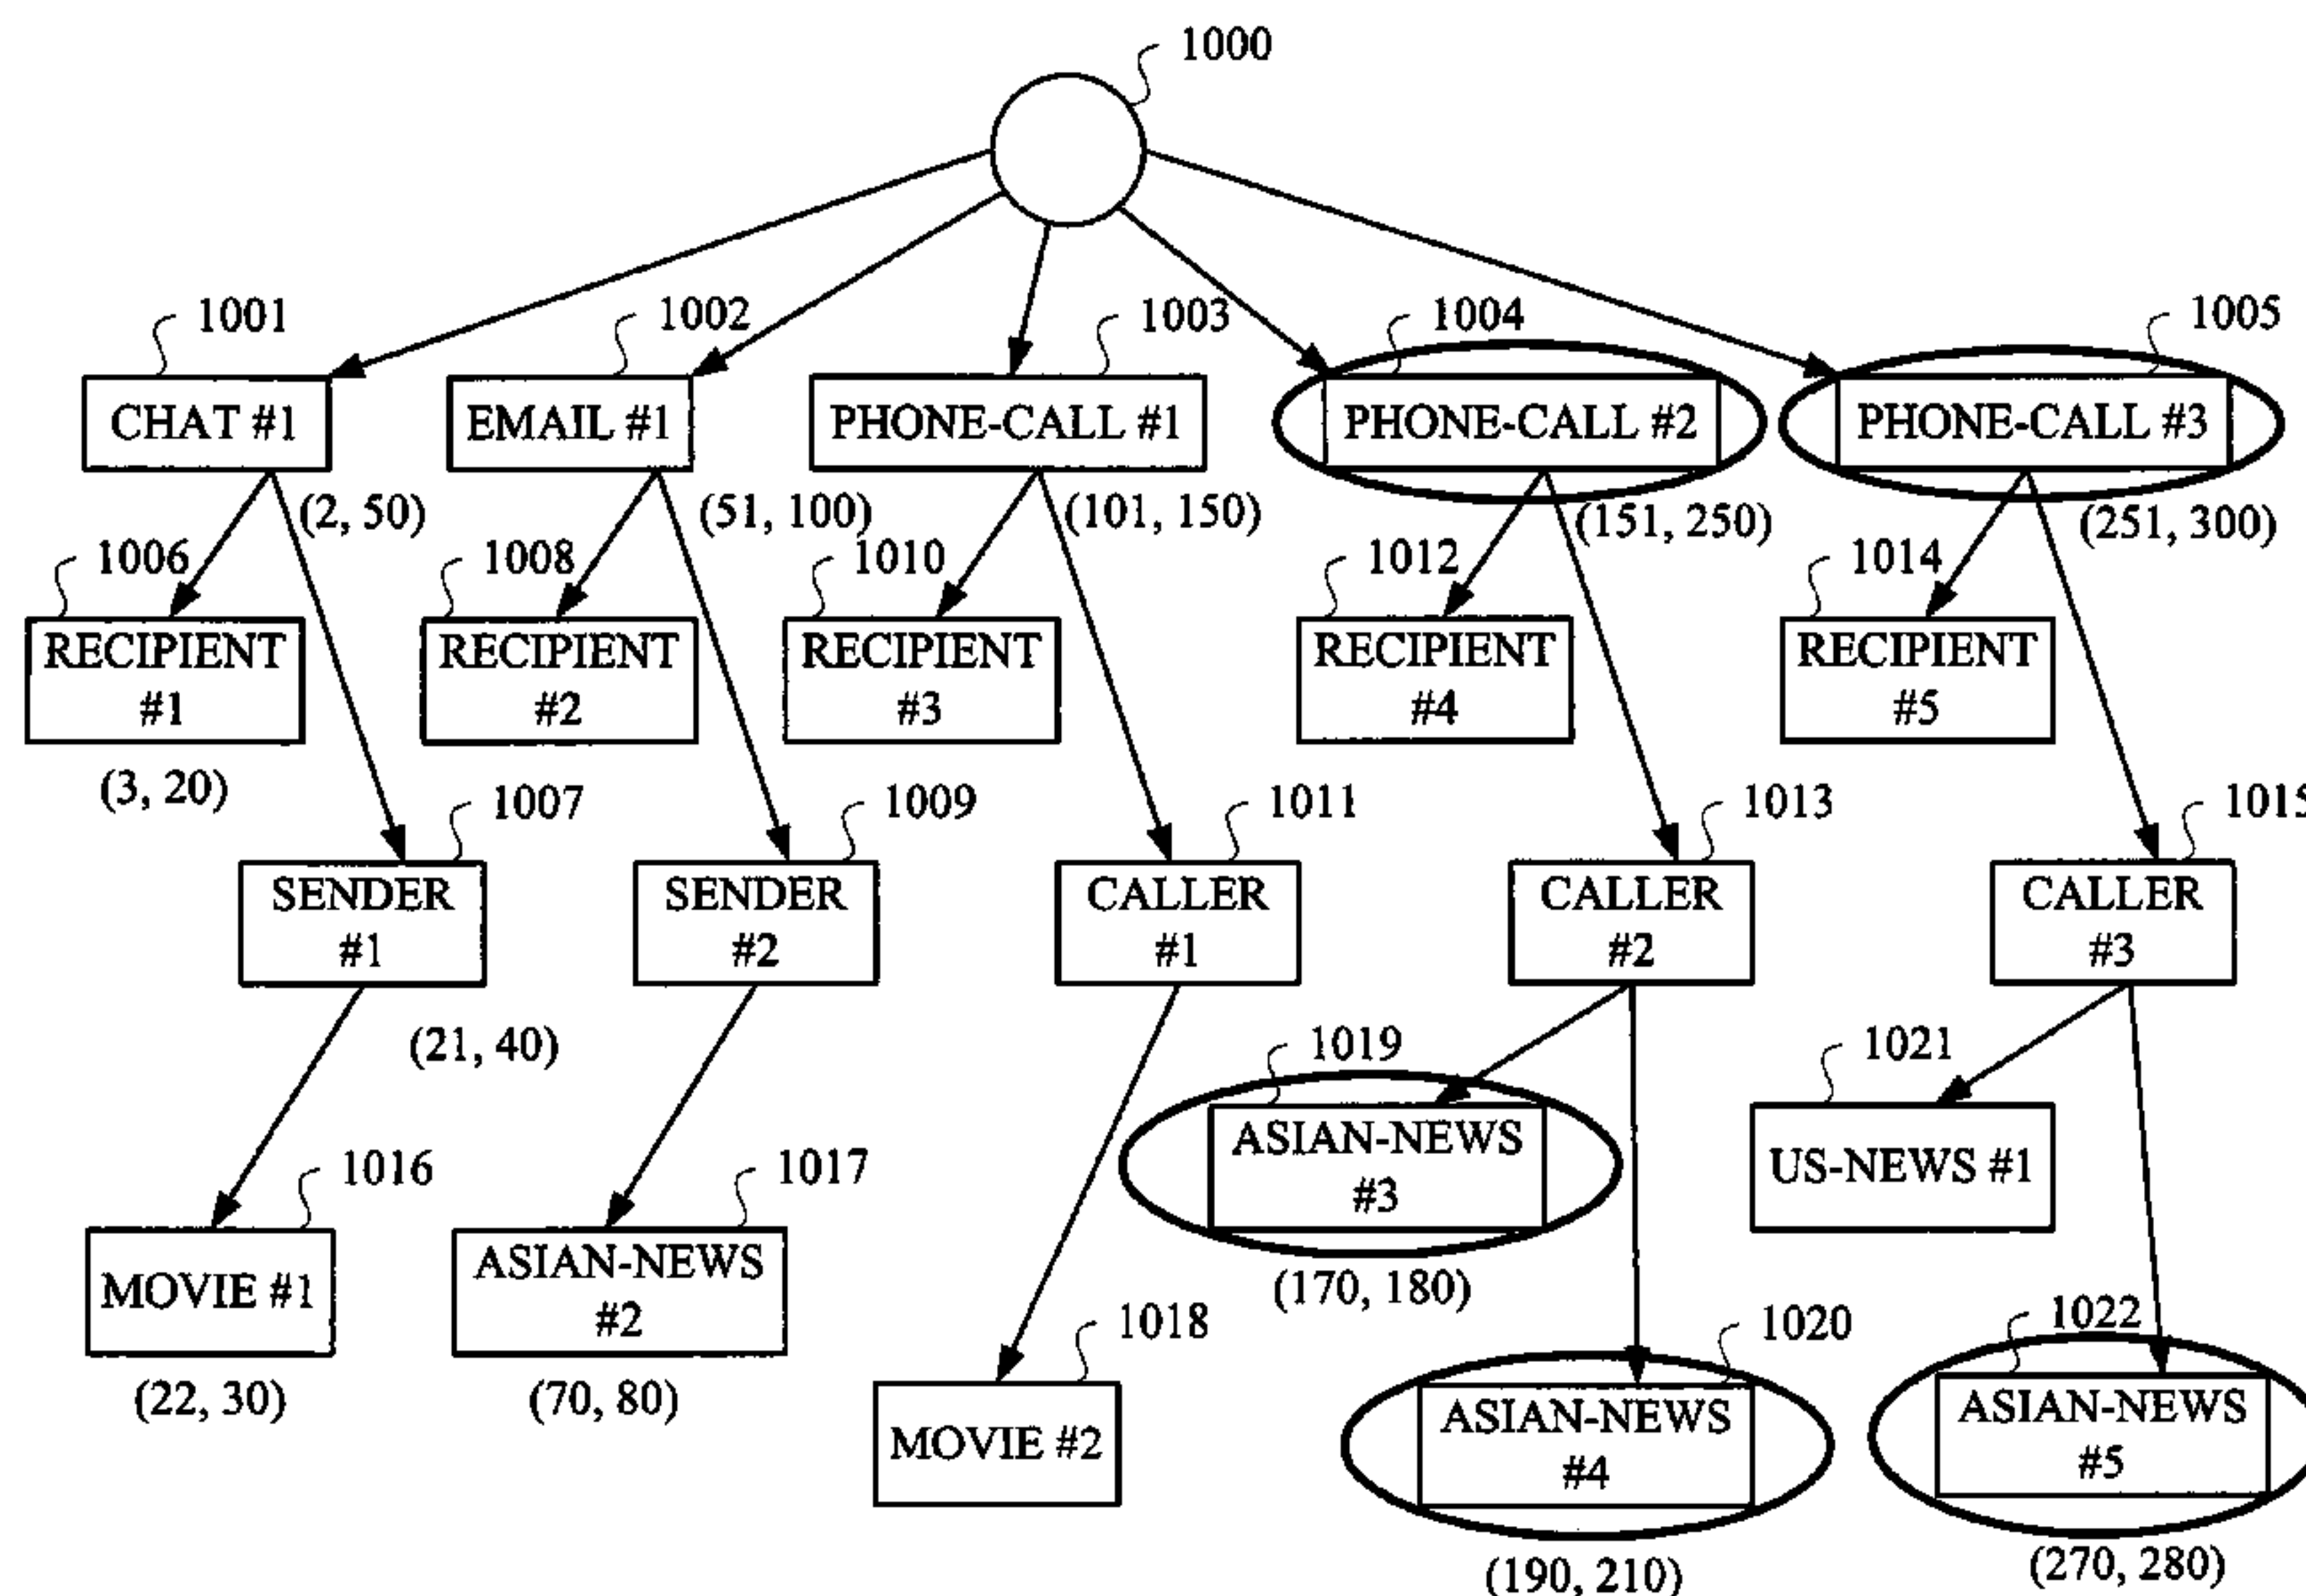 1000
1001
1002
1003
1004
1005
CHAT #1
EMAIL #1
PHONE-CALL #1
PHONE-CALL #2
PHONE-CALL #3
(2, 50)
(51, 100)
(101, 150)
(151, 250)
(251, 300)
1006
1008
1010
1012
1014
RECIPIENT
#1
RECIPIENT
#2
RECIPIENT
#3
RECIPIENT
#4
RECIPIENT
#5
(3, 20)
1007
1009
1011
1013
1015
SENDER
#1
SENDER
#2
CALLER
#1
CALLER
#2
CALLER
#3
(21, 40)
1019
1021
ASIAN-NEWS
#3
US-NEWS #1
1016
1017
MOVIE #1
ASIAN-NEWS
#2
(170, 180)
1018
1020
1022
(22, 30)
(70, 80)
MOVIE #2
ASIAN-NEWS
#4
ASIAN-NEWS
#5
(190, 210)
(270, 280)